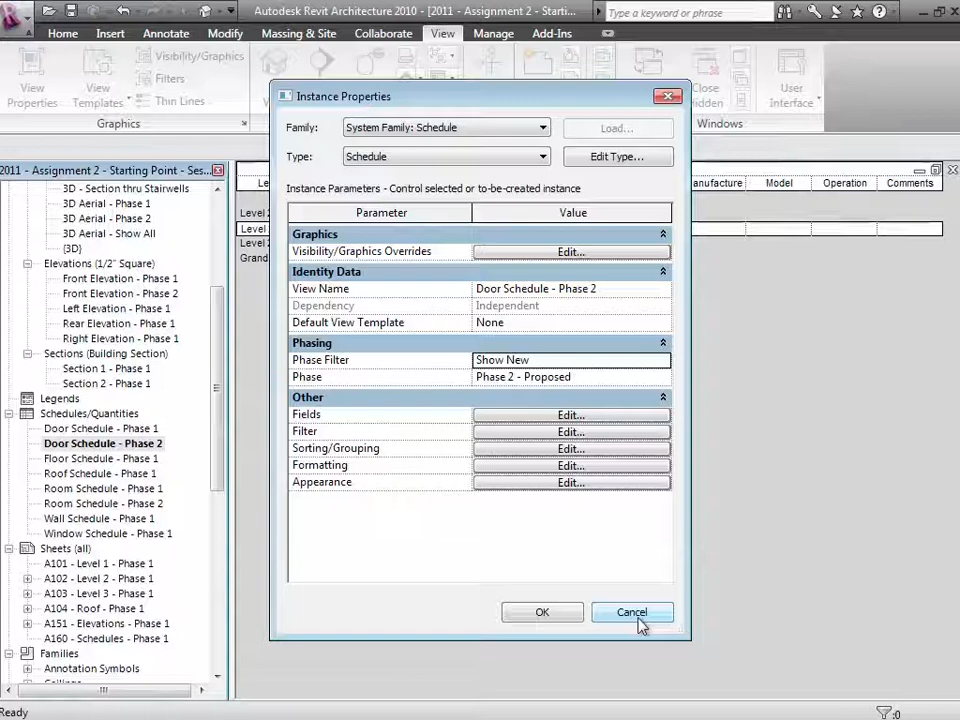 Autodesk Revit Architecture 2010 - [2011 - Assignment 2 - Starti...
Type a keyword or phrase
Home Insert Annotate Modify Massing & Site Collaborate View Manage Add-Ins
View
Properties
View
Templates
Visibility/Graphics
Filters
Thin Lines
Close
Hidden
User
Interface
Graphics
Windows
2011 - Assignment 2 - Starting Point - Ses...
3D - Section thru Stairwells
3D Aerial - Phase 1
3D Aerial - Phase 2
3D Aerial - Show All
{3D}
Elevations (1/2" Square)
Front Elevation - Phase 1
Front Elevation - Phase 2
Left Elevation - Phase 1
Rear Elevation - Phase 1
Right Elevation - Phase 1
Sections (Building Section)
Section 1 - Phase 1
Section 2 - Phase 1
Legends
Schedules/Quantities
Door Schedule - Phase 1
Door Schedule - Phase 2
Floor Schedule - Phase 1
Roof Schedule - Phase 1
Room Schedule - Phase 1
Room Schedule - Phase 2
Wall Schedule - Phase 1
Window Schedule - Phase 1
Sheets (all)
A101 - Level 1 - Phase 1
A102 - Level 2 - Phase 1
A103 - Level 3 - Phase 1
A104 - Roof - Phase 1
A151 - Elevations - Phase 1
A160 - Schedules - Phase 1
Families
Annotation Symbols
Le
anufacture Model Operation Comments
Level 2
Level
Level 2
Grand
Instance Properties
Family: System Family: Schedule Load...
Type: Schedule Edit Type...
Instance Parameters - Control selected or to-be-created instance
Parameter Value
Graphics
Visibility/Graphics Overrides Edit...
Identity Data
View Name Door Schedule - Phase 2
Dependency Independent
Default View Template None
Phasing
Phase Filter Show New
Phase Phase 2 - Proposed
Other
Fields Edit...
Filter Edit...
Sorting/Grouping Edit...
Formatting Edit...
Appearance Edit...
OK Cancel
Ready
:0